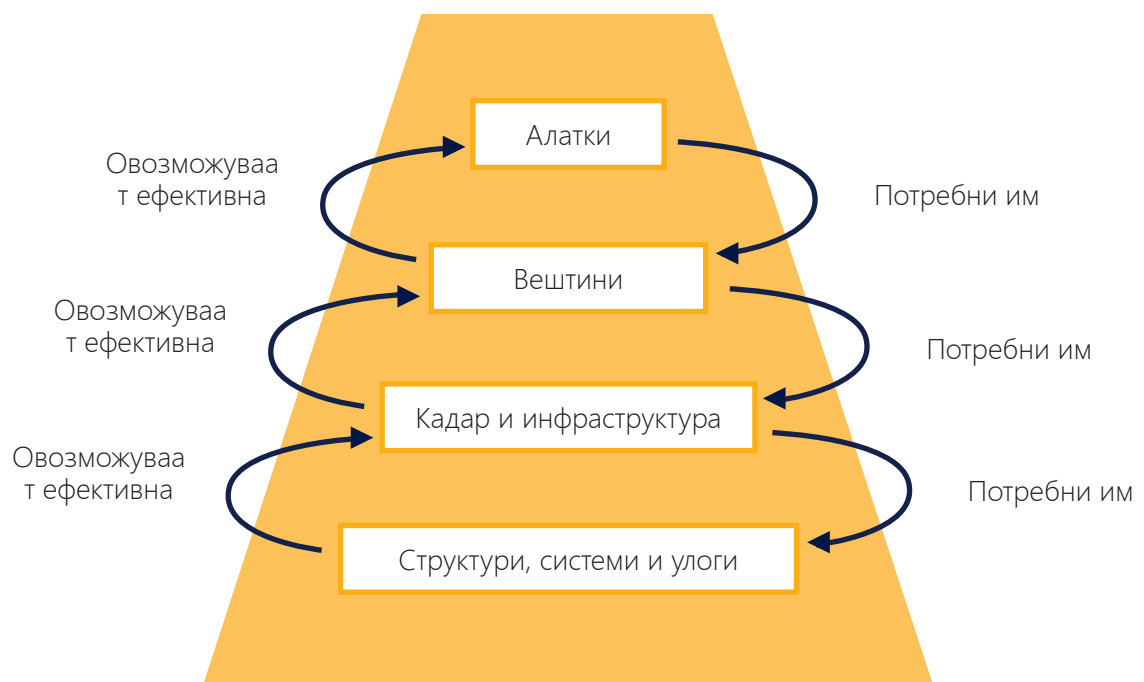 Алатки
Овозможуваа
т ефективна
Потребни им
Вештини
Овозможуваа
т ефективна
Потребни им
Кадар и инфраструктура
Овозможуваа
т ефективна
Потребни им
Структури, системи и улоги